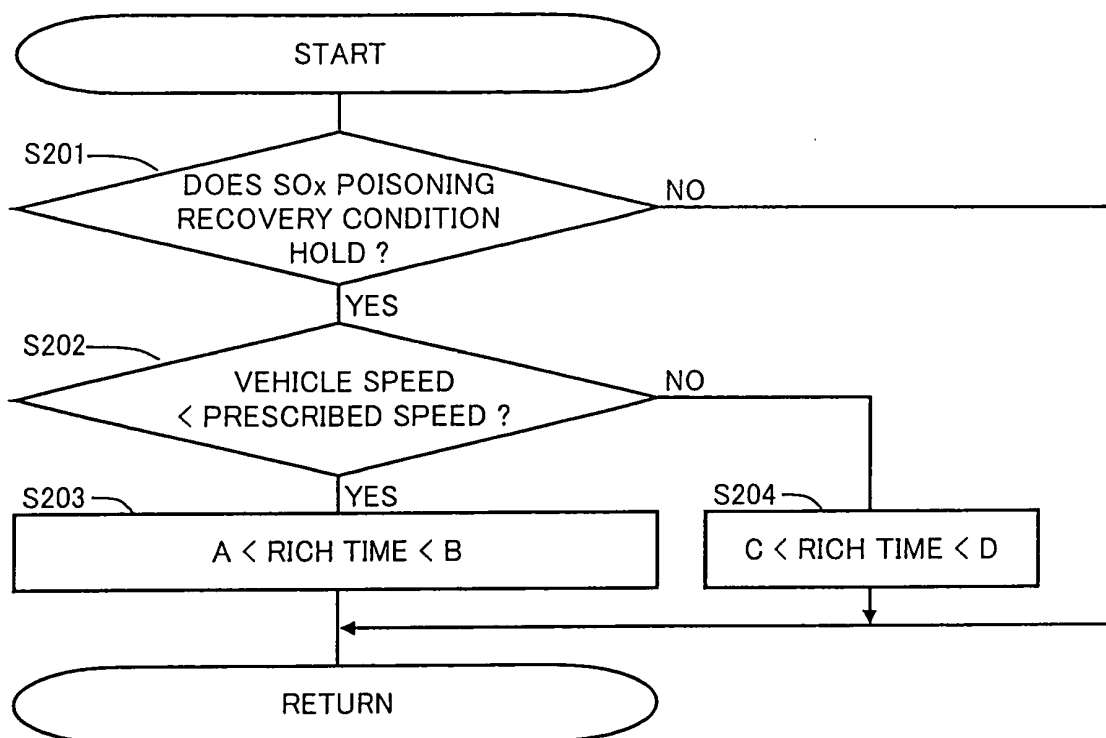 START
S201
DOES SOx POISONING
RECOVERY CONDITION
HOLD ?
NO
YES
S202
VEHICLE SPEED
< PRESCRIBED SPEED ?
NO
YES
S203
A < RICH TIME < B
S204
C < RICH TIME < D
RETURN